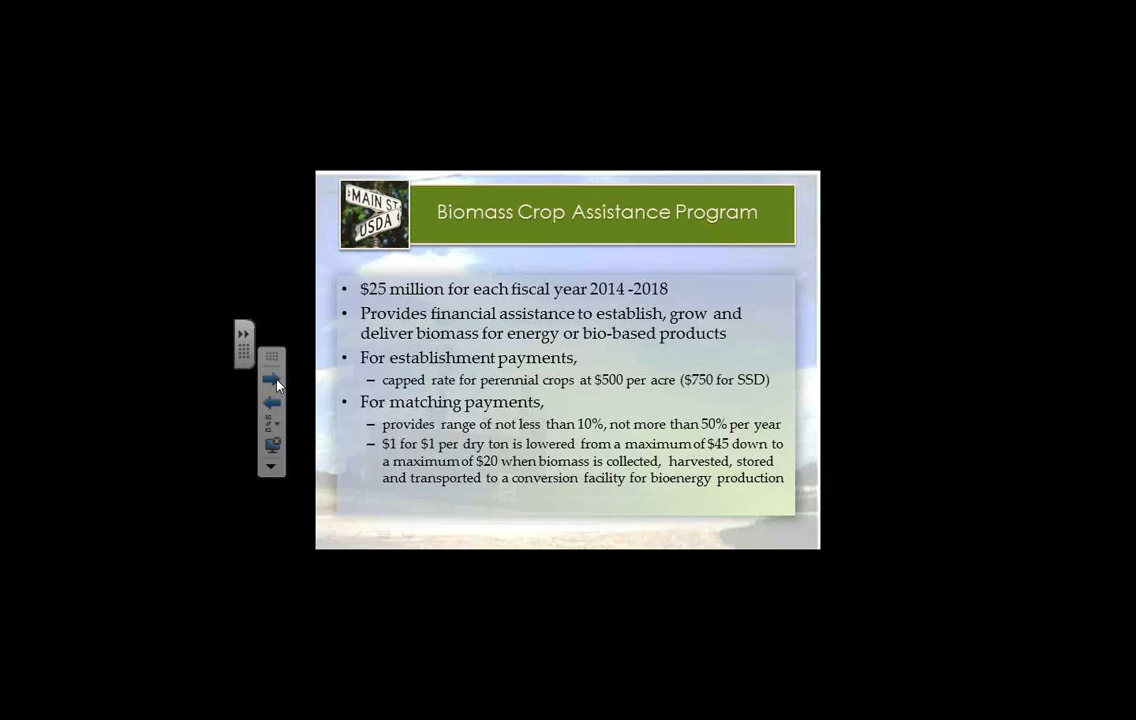 MAIN ST.
USDA
Biomass Crop Assistance Program
• $25 million for each fiscal year 2014 -2018
• Provides financial assistance to establish, grow and
deliver biomass for energy or bio-based products
• For establishment payments,
– capped rate for perennial crops at $500 per acre ($750 for SSD)
• For matching payments,
– provides range of not less than 10%, not more than 50% per year
– $1 for $1 per dry ton is lowered from a maximum of $45 down to
a maximum of $20 when biomass is collected, harvested, stored
and transported to a conversion facility for bioenergy production